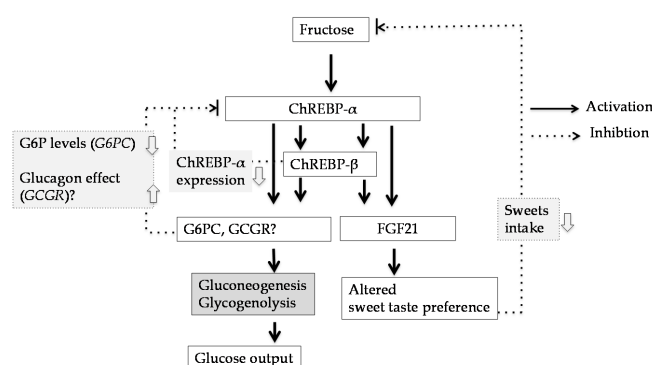 Fructose
ChREBP-α
Activation
Inhibtion
G6P levels (G6PC)
Glucagon effect
(GCGR)?
ChREBP-α
expression
ChREBP-β
Sweets
intake
G6PC, GCGR?
FGF21
Gluconeogenesis
Glycogenolysis
Altered
sweet taste preference
Glucose output